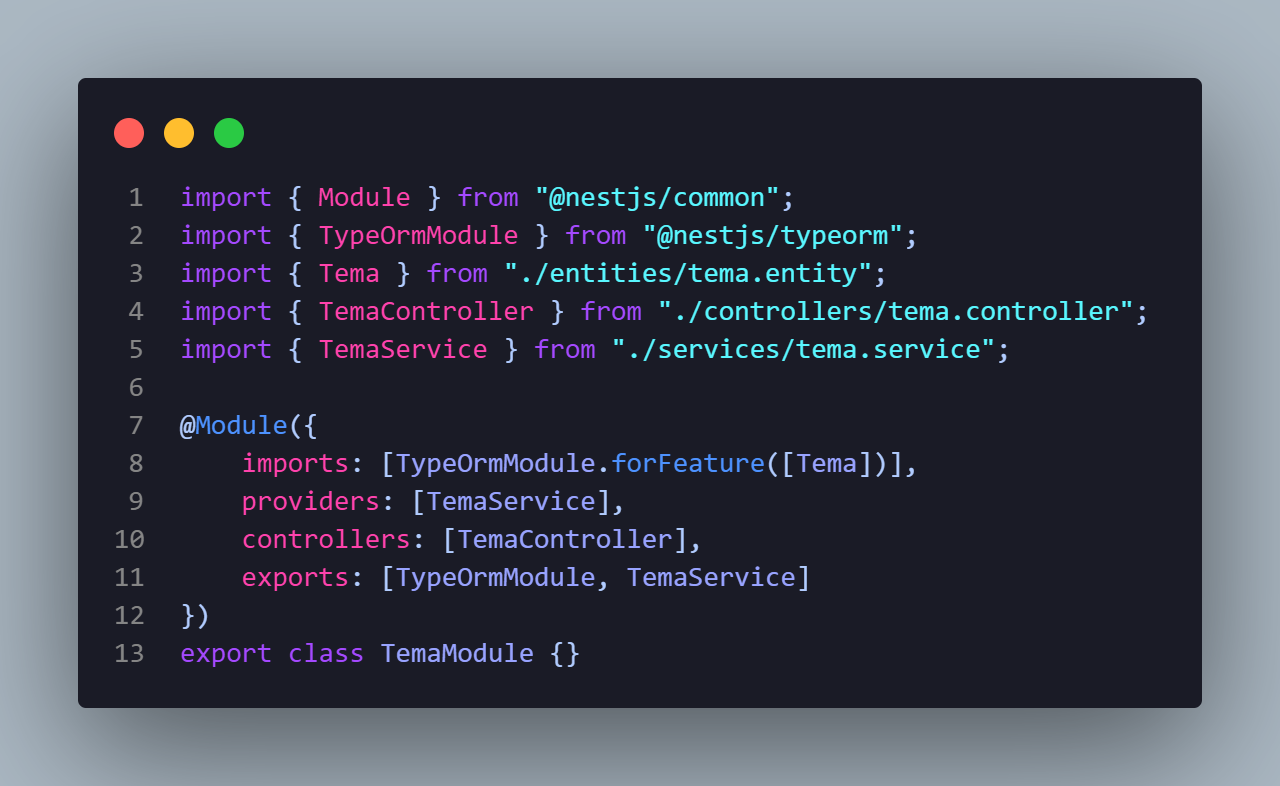 1 import { Module } from "@nestjs/common";
2 import { TypeOrmModule } from "@nestjs/typeorm";
3 import { Tema } from "./entities/tema.entity";
4 import { TemaController } from "./controllers/tema.controller";
5 import { TemaService } from "./services/tema.service";
6
7 @Module({
8     imports: [TypeOrmModule.forFeature([Tema])],
9     providers: [TemaService],
10     controllers: [TemaController],
11     exports: [TypeOrmModule, TemaService]
12 })
13 export class TemaModule {}